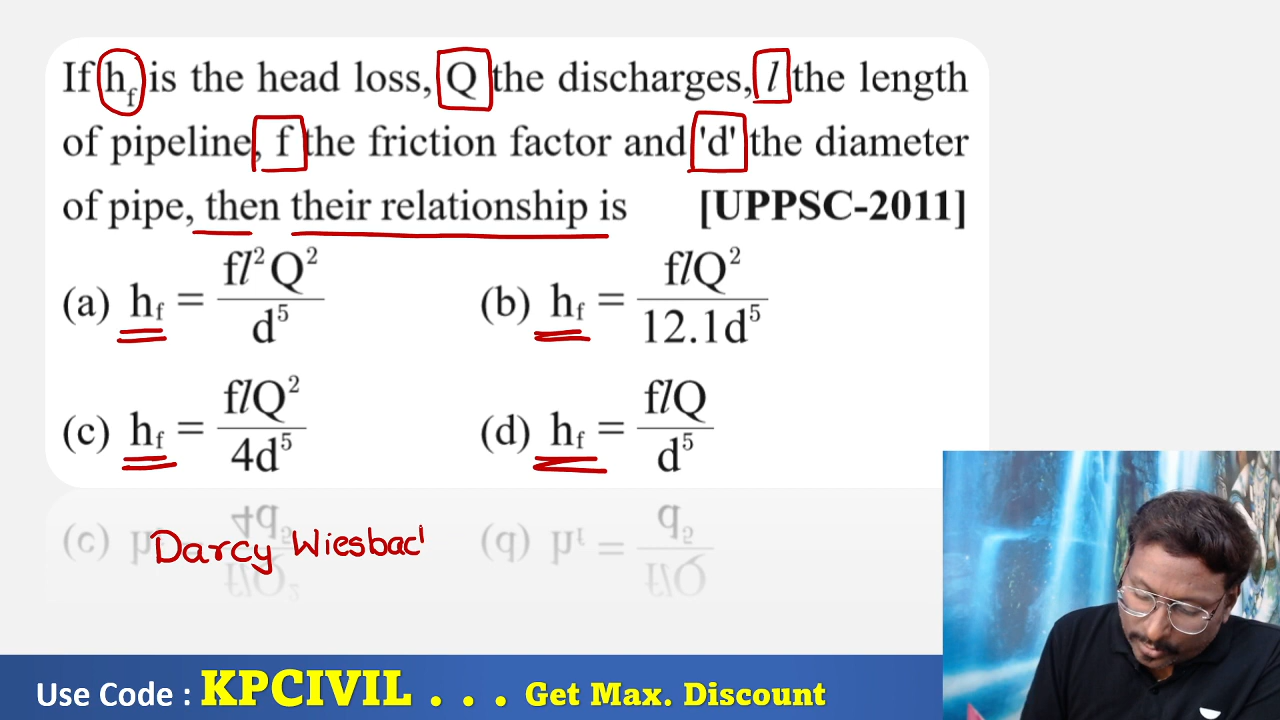 If h_f is the head loss, Q the discharges, l the length
of pipeline, f the friction factor and 'd' the diameter
of pipe, then their relationship is [UPPSC-2011]
(a) h_f = fl²Q² / d⁵ (b) h_f = flQ² / 12.1d⁵
(c) h_f = flQ² / 4d⁵ (d) h_f = flQ / d⁵
Darcy Wiesbac
Use Code : KPCIVIL . . . Get Max. Discount